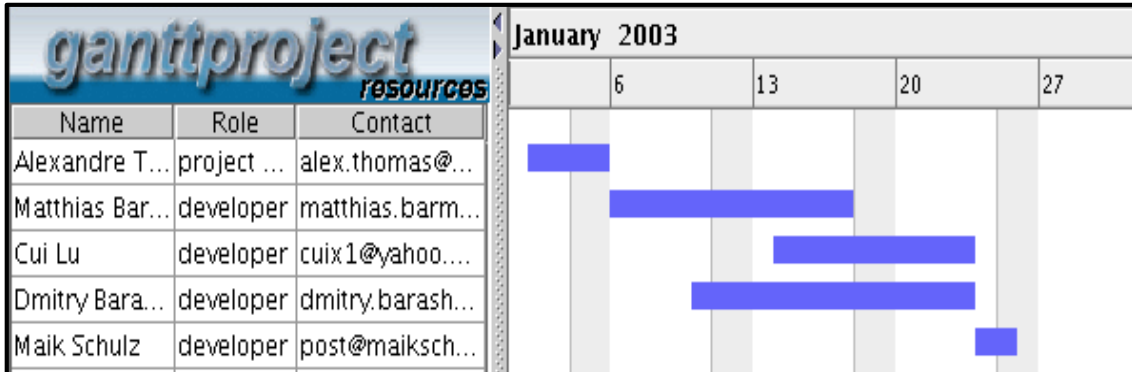 ganttproject
resources
January 2003
6 13 20 27
Name Role Contact
Alexandre T... project ... alex.thomas@...
Matthias Bar... developer matthias.barm...
Cui Lu developer cuix1@yahoo....
Dmitry Bara... developer dmitry.barash...
Maik Schulz developer post@maiksch...